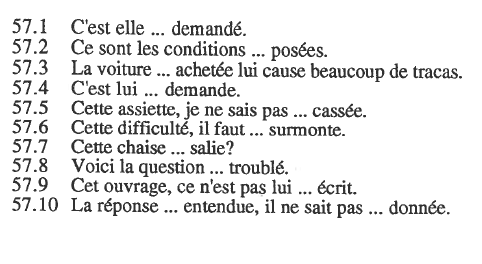 57.1 C'est elle ... demandé.
57.2 Ce sont les conditions ... posées.
57.3 La voiture ... achetée lui cause beaucoup de tracas.
57.4 C'est lui ... demande.
57.5 Cette assiette, je ne sais pas ... cassée.
57.6 Cette difficulté, il faut ... surmonte.
57.7 Cette chaise ... salie?
57.8 Voici la question ... troublé.
57.9 Cet ouvrage, ce n'est pas lui ... écrit.
57.10 La réponse ... entendue, il ne sait pas ... donnée.